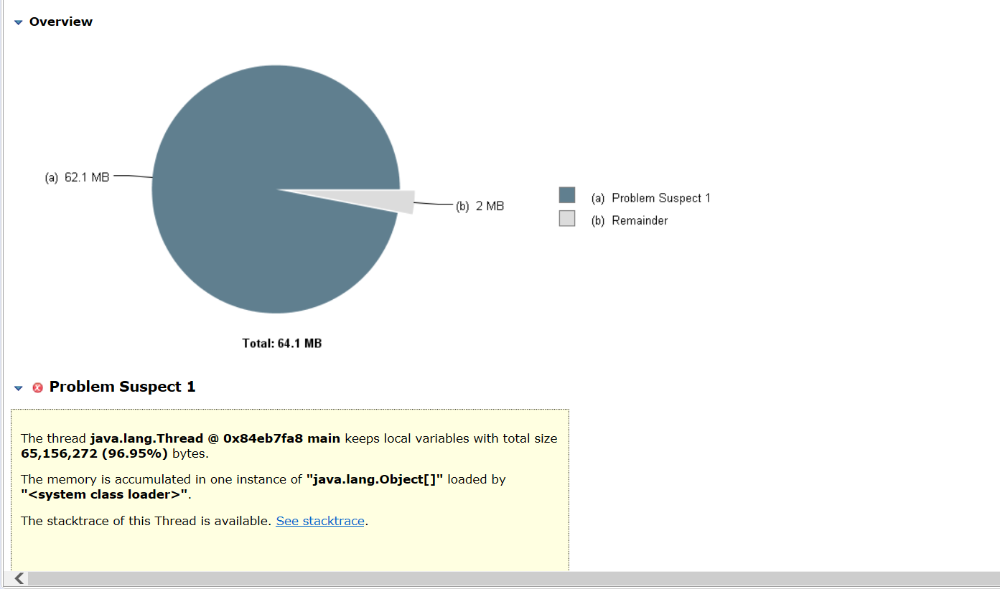 Overview
(a) 62.1 MB
(b) 2 MB
(a) Problem Suspect 1
(b) Remainder
Total: 64.1 MB
Problem Suspect 1
The thread java.lang.Thread @ 0x84eb7fa8 main keeps local variables with total size
65,156,272 (96.95%) bytes.
The memory is accumulated in one instance of "java.lang.Object[]" loaded by
"<system class loader>".
The stacktrace of this Thread is available. See stacktrace.